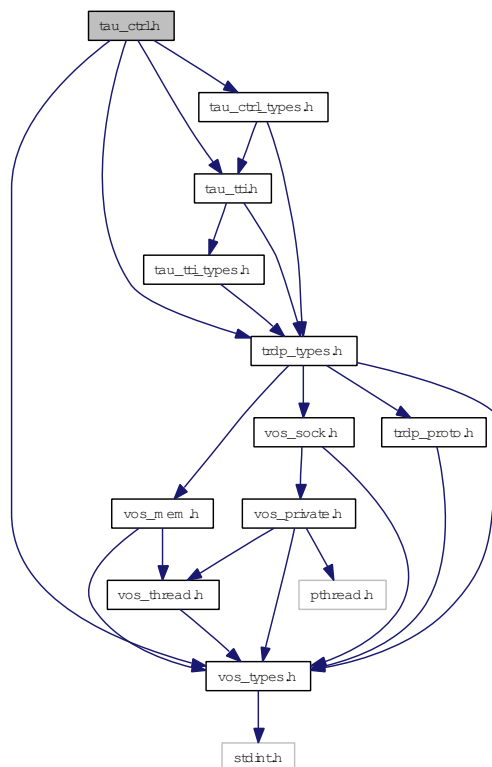 tau_ctrl.h
tau_ctrl_types.h
tau_tti.h
tau_tti_types.h
trdp_types.h
vos_sock.h
trdp_proto.h
vos_mem.h
vos_private.h
vos_thread.h
pthread.h
vos_types.h
stdint.h